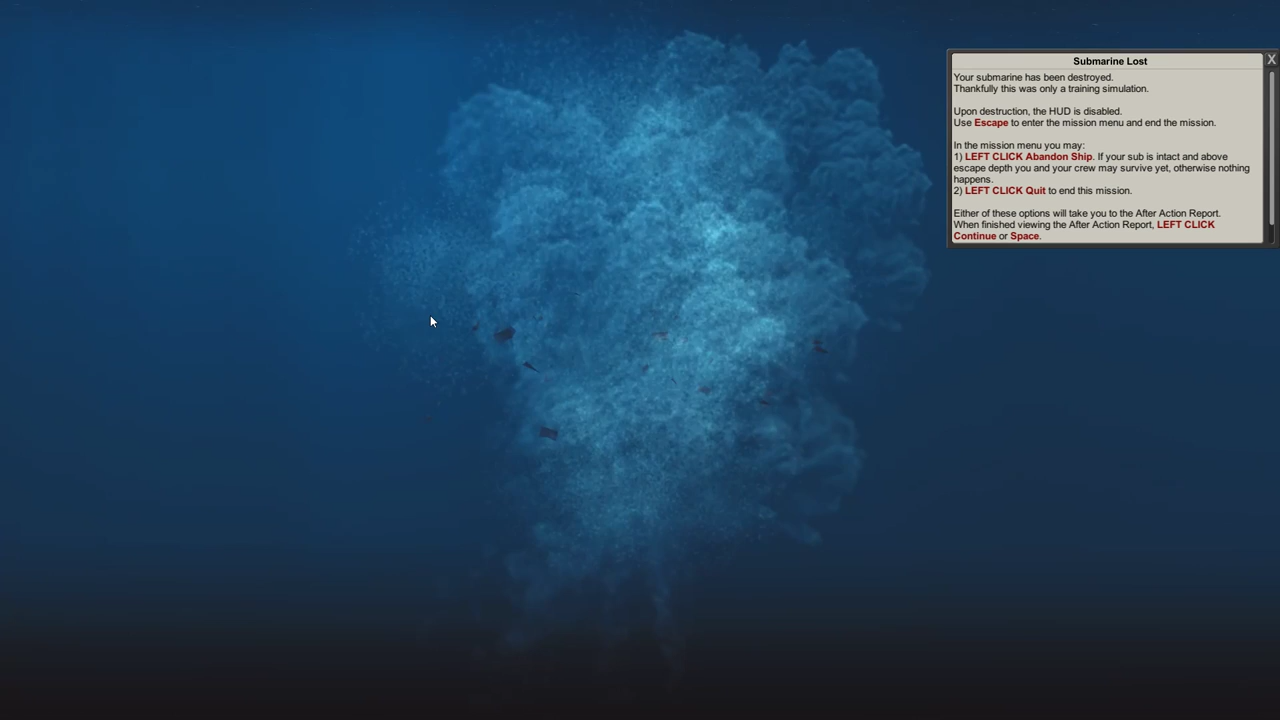 Submarine Lost
X
Your submarine has been destroyed.
Thankfully this was only a training simulation.
Upon destruction, the HUD is disabled.
Use Escape to enter the mission menu and end the mission.
In the mission menu you may:
1) LEFT CLICK Abandon Ship. If your sub is intact and above
escape depth you and your crew may survive yet, otherwise nothing
happens.
2) LEFT CLICK Quit to end this mission.
Either of these options will take you to the After Action Report.
When finished viewing the After Action Report, LEFT CLICK
Continue or Space.